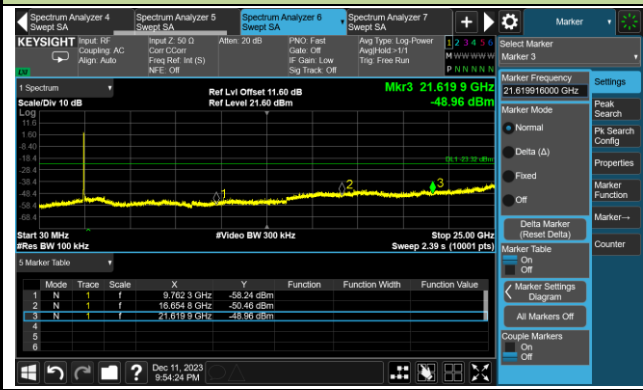 Spectrum Analyzer 4
Swept SA
Spectrum Analyzer 5
Swept SA
Spectrum Analyzer 6
Swept SA
Spectrum Analyzer 7
Swept SA
+
Marker
KEYSIGHT
Input: RF
Coupling: AC
Align: Auto
Input Z: 50 Ω
Corr CCorr
Freq Ref: Int (S)
NFE: Off
Atten: 20 dB
PNO: Fast
Gate: Off
IF Gain: Low
Sig Track: Off
Avg Type: Log-Power
Avg|Hold:>1/1
Trig: Free Run
1 2 3 4 5 6
M W W W W W
P N N N N N
LV
Select Marker
Marker 3
1 Spectrum
Scale/Div 10 dB
Log
Ref Lvl Offset 11.60 dB
Ref Level 21.60 dBm
Mkr3 21.619 9 GHz
-48.96 dBm
11.6
1.60
-8.40
-18.4
-28.4
-38.4
-48.4
-58.4
-68.4
DL1 -23.32 dBm
1
2
3
Start 30 MHz
#Res BW 100 kHz
#Video BW 300 kHz
Stop 25.00 GHz
Sweep 2.39 s (10001 pts)
5 Marker Table
Mode Trace Scale X Y Function Function Width Function Value
1 N 1 f 9.762 3 GHz -58.24 dBm
2 N 1 f 16.654 8 GHz -50.46 dBm
3 N 1 f 21.619 9 GHz -48.96 dBm
4
5
6
Marker Frequency
21.619916000 GHz
Marker Mode
Normal
Delta (Δ)
Fixed
Off
Delta Marker
(Reset Delta)
Marker Table
On
Off
Marker Settings
Diagram
All Markers Off
Couple Markers
On
Off
Settings
Peak
Search
Pk Search
Config
Properties
Marker
Function
Marker→
Counter
?
Dec 11, 2023
9:54:24 PM